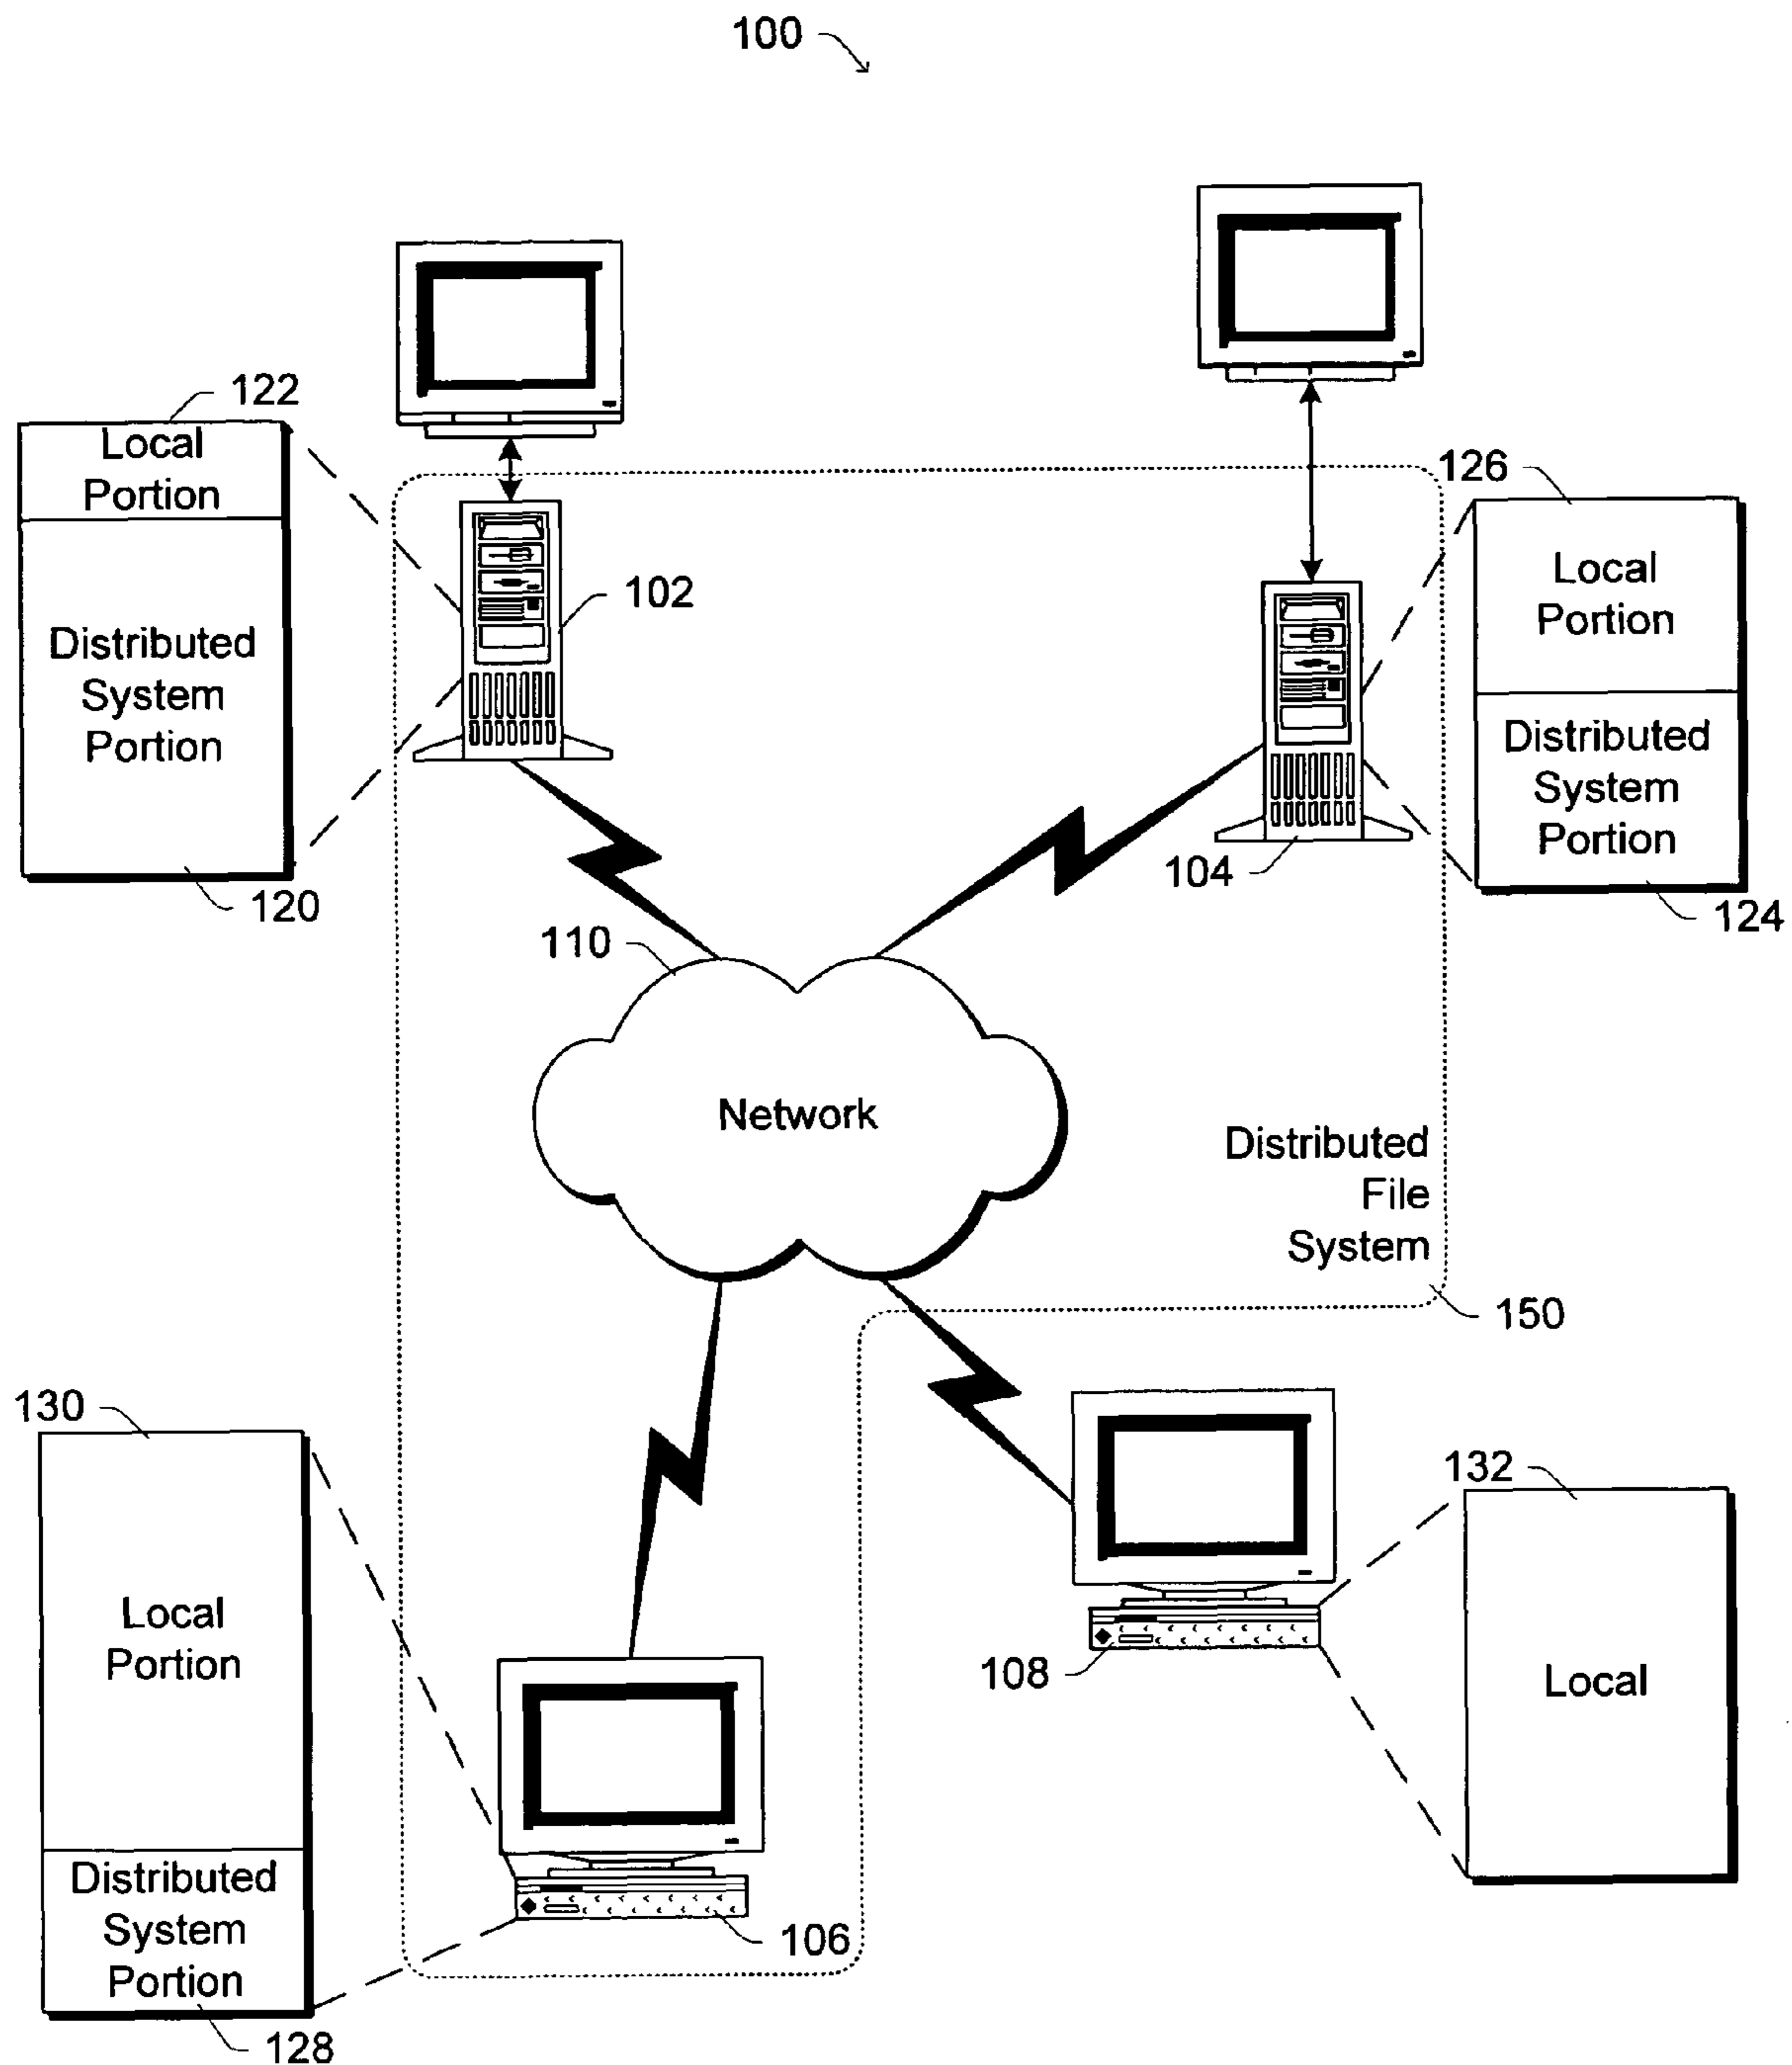 100
122
Local
Portion
Distributed
System
Portion
120
102
126
Local
Portion
Distributed
System
Portion
124
104
110
Network
Distributed
File
System
150
130
Local
Portion
Distributed
System
Portion
128
106
108
132
Local